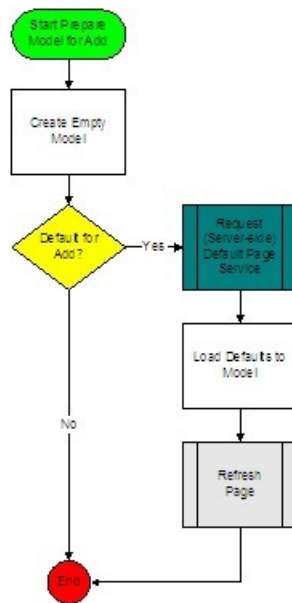 Start Prepare
Model for Add
Create Empty
Model
Default for
Add?
Yes
Request
(Server-side)
Default Page
Service
Load Defaults to
Model
No
Refresh
Page
End